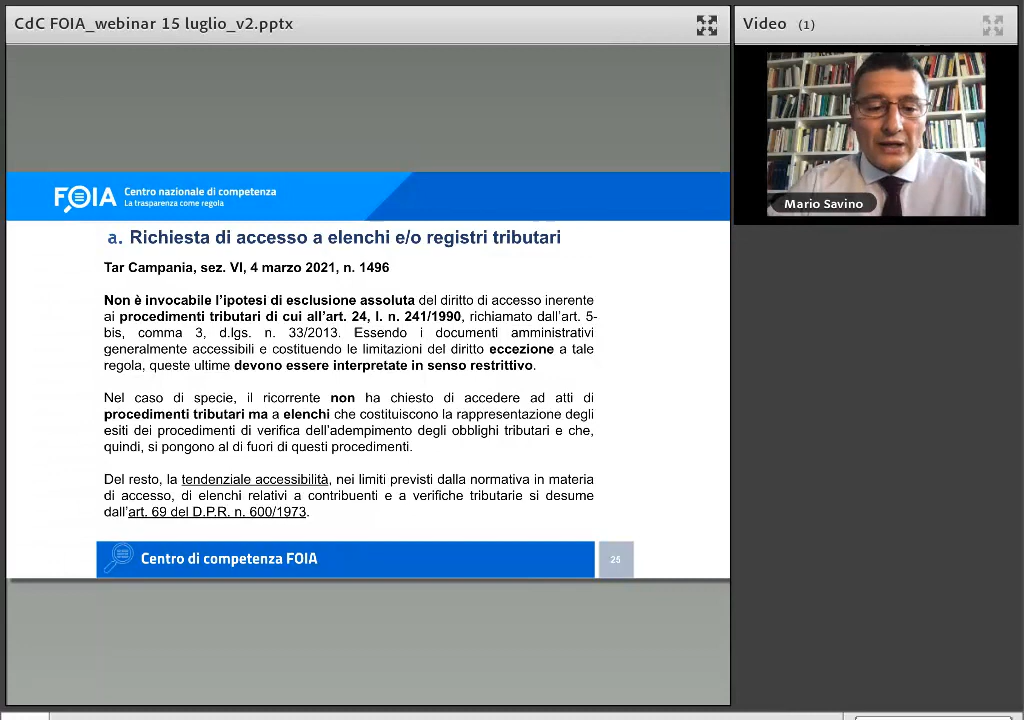 CdC FOIA_webinar 15 luglio_v2.pptx
Video (1)
Mario Savino
FOIA Centro nazionale di competenza
La trasparenza come regola
a. Richiesta di accesso a elenchi e/o registri tributari
Tar Campania, sez. VI, 4 marzo 2021, n. 1496
Non è invocabile l'ipotesi di esclusione assoluta del diritto di accesso inerente
ai procedimenti tributari di cui all'art. 24, l. n. 241/1990, richiamato dall'art. 5-
bis, comma 3, d.lgs. n. 33/2013. Essendo i documenti amministrativi
generalmente accessibili e costituendo le limitazioni del diritto eccezione a tale
regola, queste ultime devono essere interpretate in senso restrittivo.
Nel caso di specie, il ricorrente non ha chiesto di accedere ad atti di
procedimenti tributari ma a elenchi che costituiscono la rappresentazione degli
esiti dei procedimenti di verifica dell'adempimento degli obblighi tributari e che,
quindi, si pongono al di fuori di questi procedimenti.
Del resto, la tendenziale accessibilità, nei limiti previsti dalla normativa in materia
di accesso, di elenchi relativi a contribuenti e a verifiche tributarie si desume
dall'art. 69 del D.P.R. n. 600/1973.
Centro di competenza FOIA
25